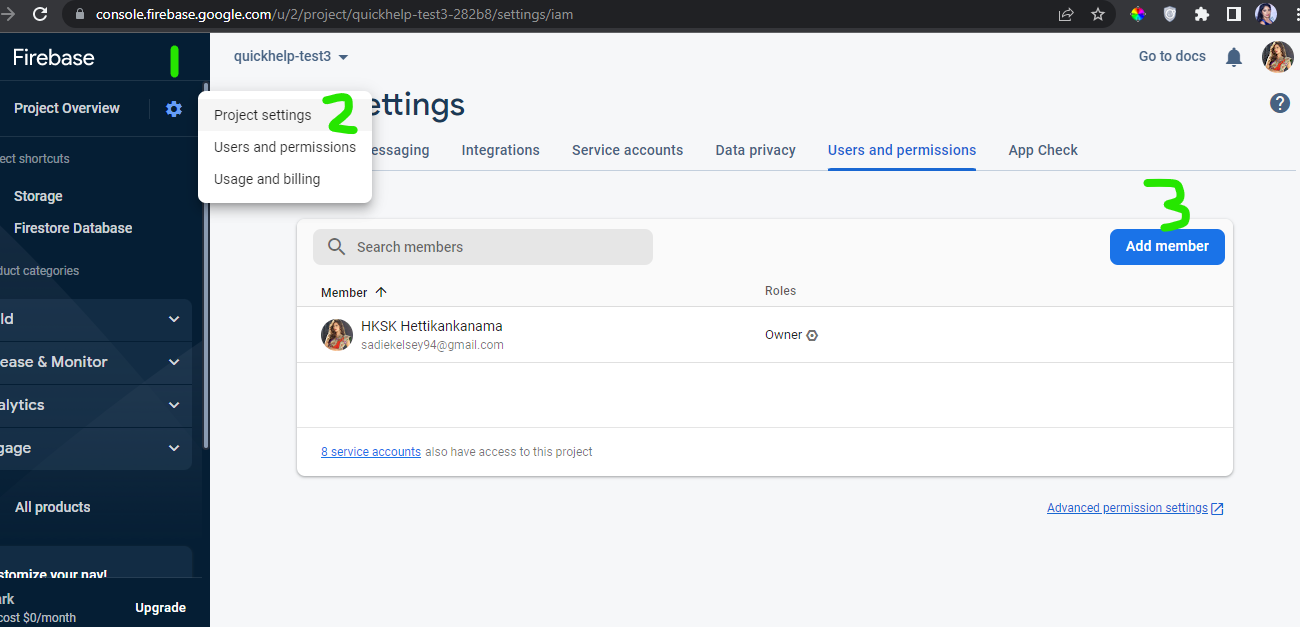 console.firebase.google.com/u/2/project/quickhelp-test3-282b8/settings/iam
Firebase
1
quickhelp-test3
Go to docs
Project Overview
Project settings
2
ettings
Users and permissions
Usage and billing
essaging
Integrations
Service accounts
Data privacy
Users and permissions
App Check
ect shortcuts
Storage
Firestore Database
duct categories
ld
ease & Monitor
alytics
gage
All products
stomize your nav!
rk
cost $0/month
Upgrade
3
Search members
Add member
Member
Roles
HKSK Hettikankanama
sadiekelsey94@gmail.com
Owner
8 service accounts also have access to this project
Advanced permission settings